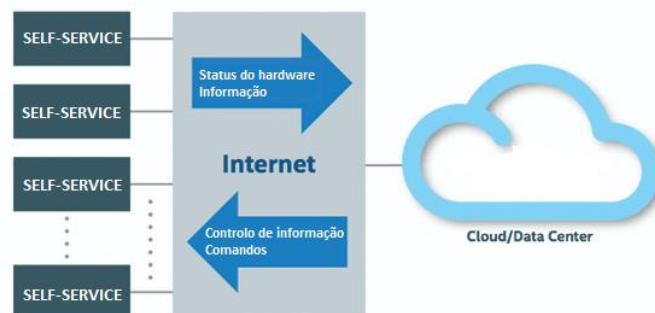 SELF-SERVICE
SELF-SERVICE
SELF-SERVICE
SELF-SERVICE
Status do hardware
Informação
Internet
Controlo de informação
Comandos
Cloud/Data Center